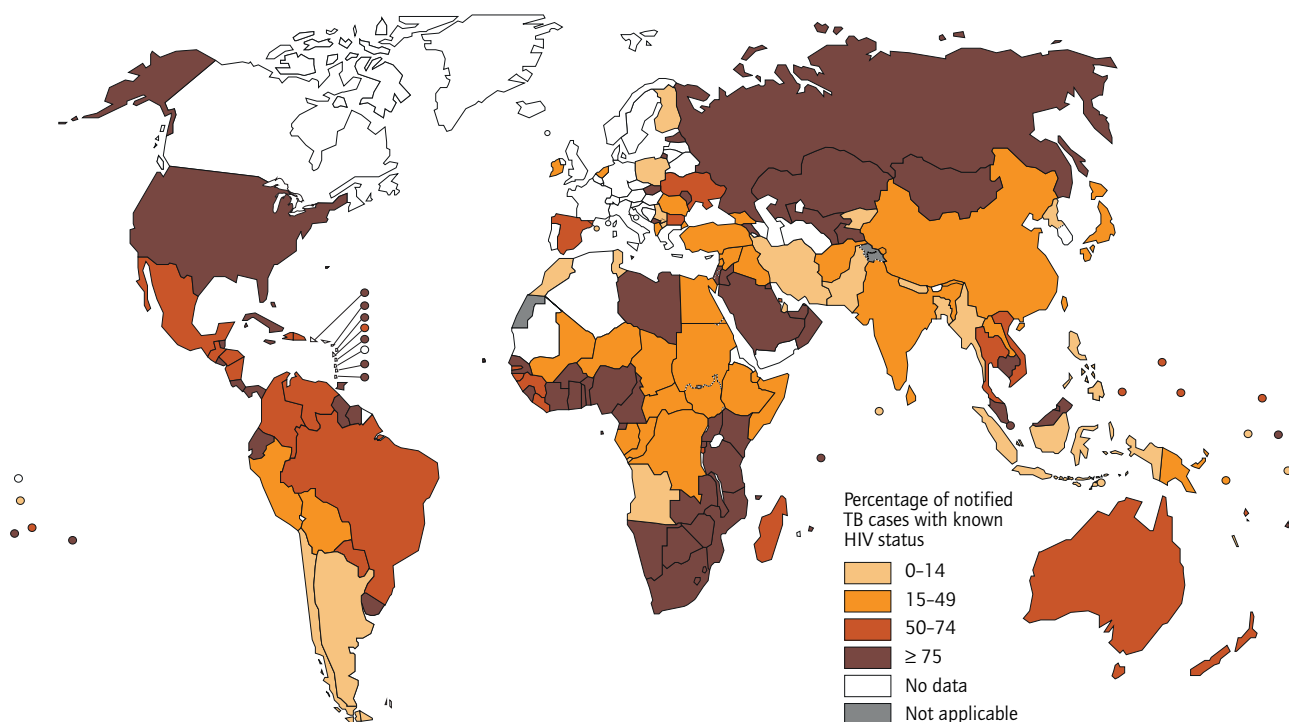 Percentage of notified
TB cases with known
HIV status
0–14
15–49
50–74
≥ 75
No data
Not applicable